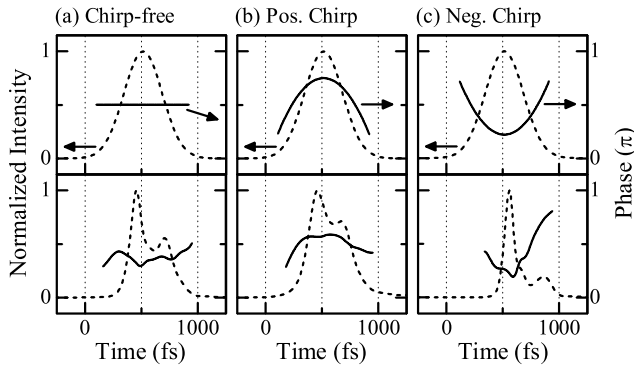 (a) Chirp-free
(b) Pos. Chirp
(c) Neg. Chirp
Normalized Intensity
Phase (π)
1
0
1
0
1
0
1
0
0
1000
0
1000
0
1000
Time (fs)
Time (fs)
Time (fs)